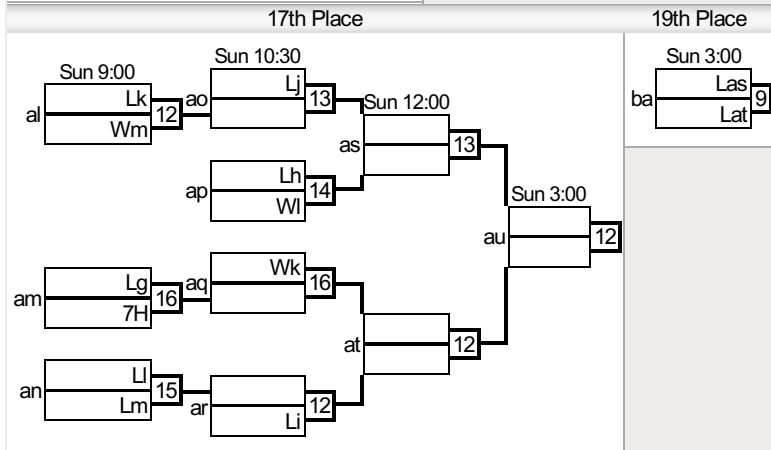 17th Place
19th Place
Sun 9:00
Sun 10:30
Sun 12:00
Sun 3:00
Sun 3:00
al
Lk
Wm
12
ao
Lj
13
ap
Lh
Wl
14
as
13
am
Lg
7H
16
aq
Wk
16
an
Ll
Lm
15
ar
Li
12
at
12
au
12
ba
Las
Lat
9